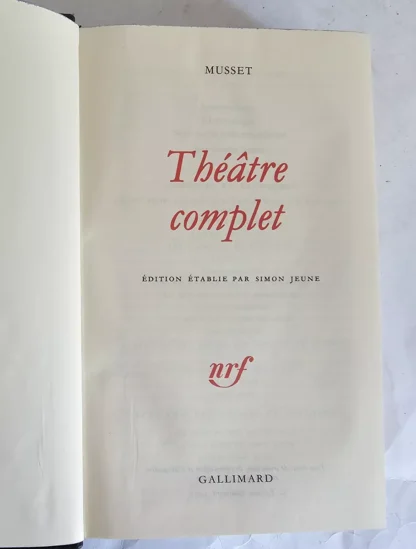 MUSSET
Théâtre
complet
ÉDITION ÉTABLIE PAR SIMON JEUNE
nrf
GALLIMARD